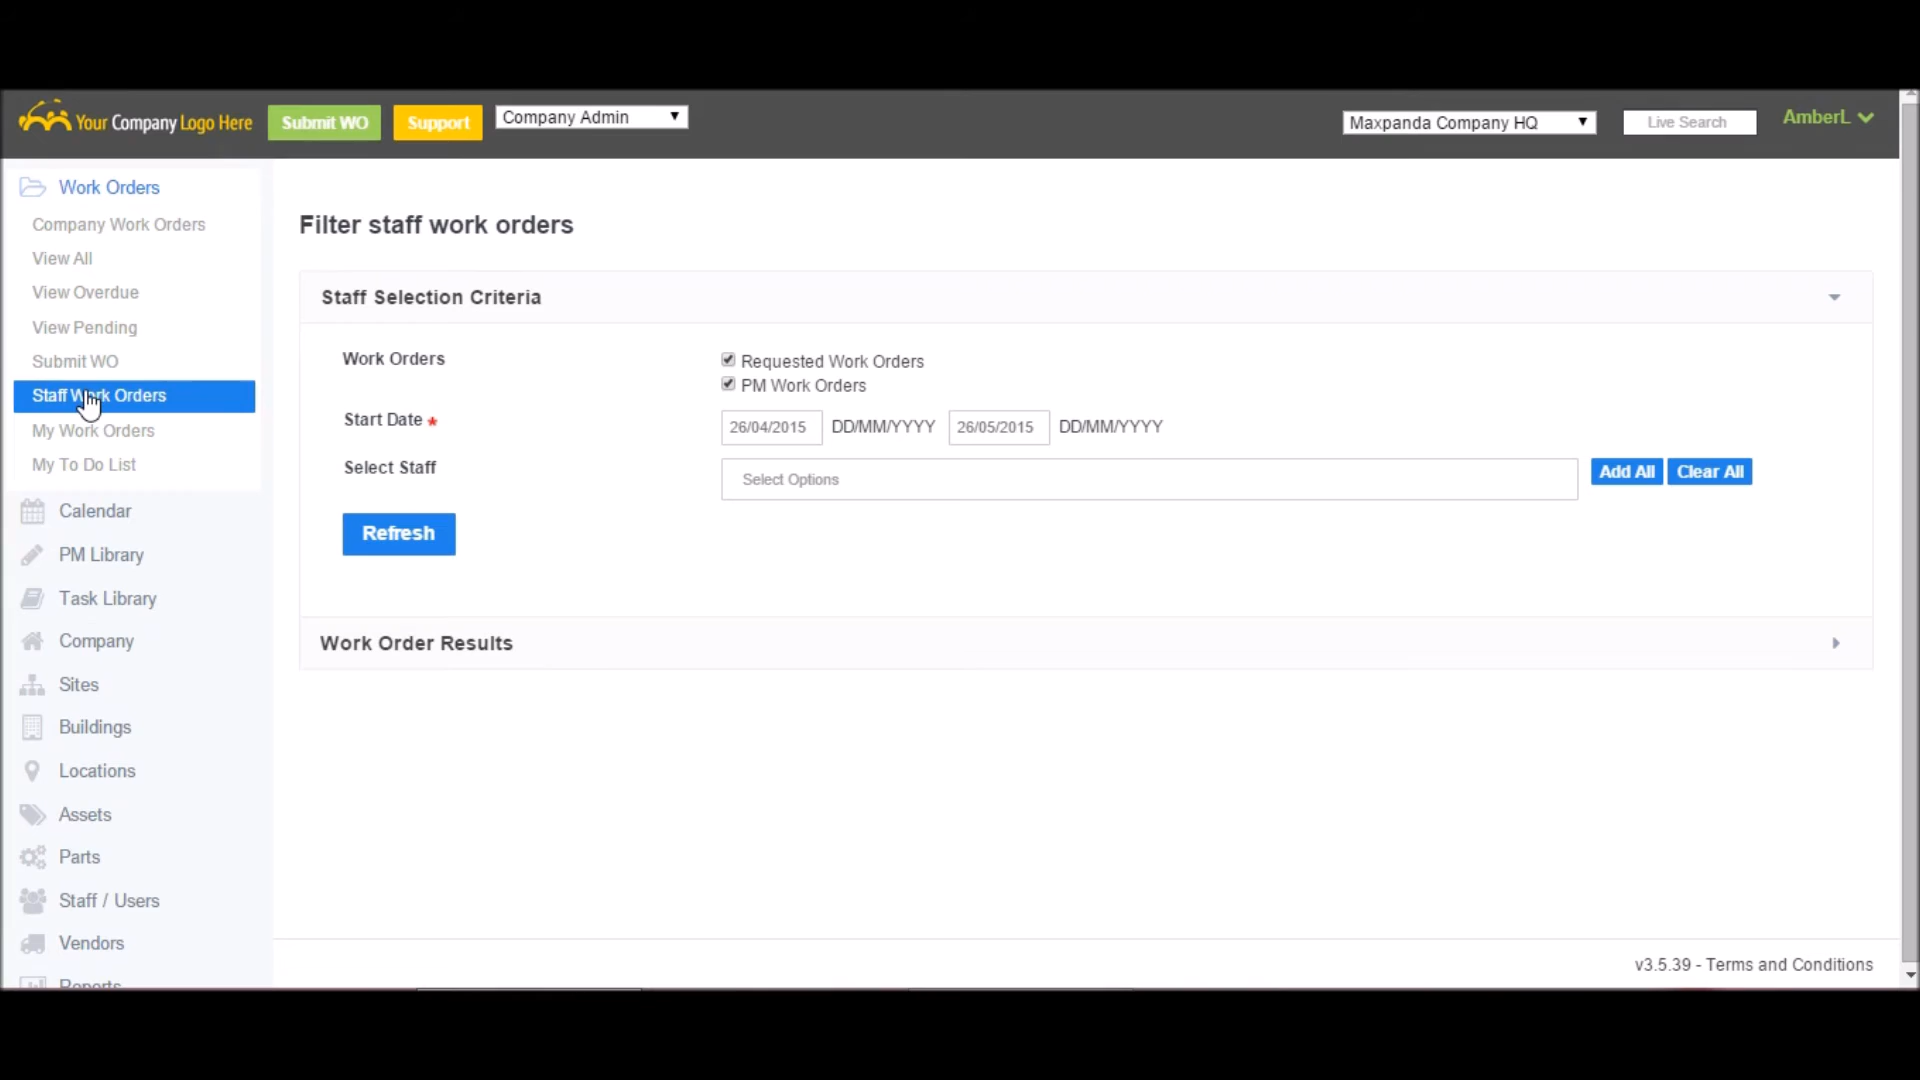 Your Company Logo Here
Submit WO
Support
Company Admin
Maxpanda Company HQ
Live Search
AmberL
Work Orders
Company Work Orders
View All
View Overdue
View Pending
Submit WO
Staff Work Orders
My Work Orders
My To Do List
Calendar
PM Library
Task Library
Company
Sites
Buildings
Locations
Assets
Parts
Staff / Users
Vendors
Reports
Filter staff work orders
Staff Selection Criteria
Work Orders
Requested Work Orders
PM Work Orders
Start Date *
26/04/2015 DD/MM/YYYY 26/05/2015 DD/MM/YYYY
Select Staff
Select Options
Add All Clear All
Refresh
Work Order Results
v3.5.39 - Terms and Conditions